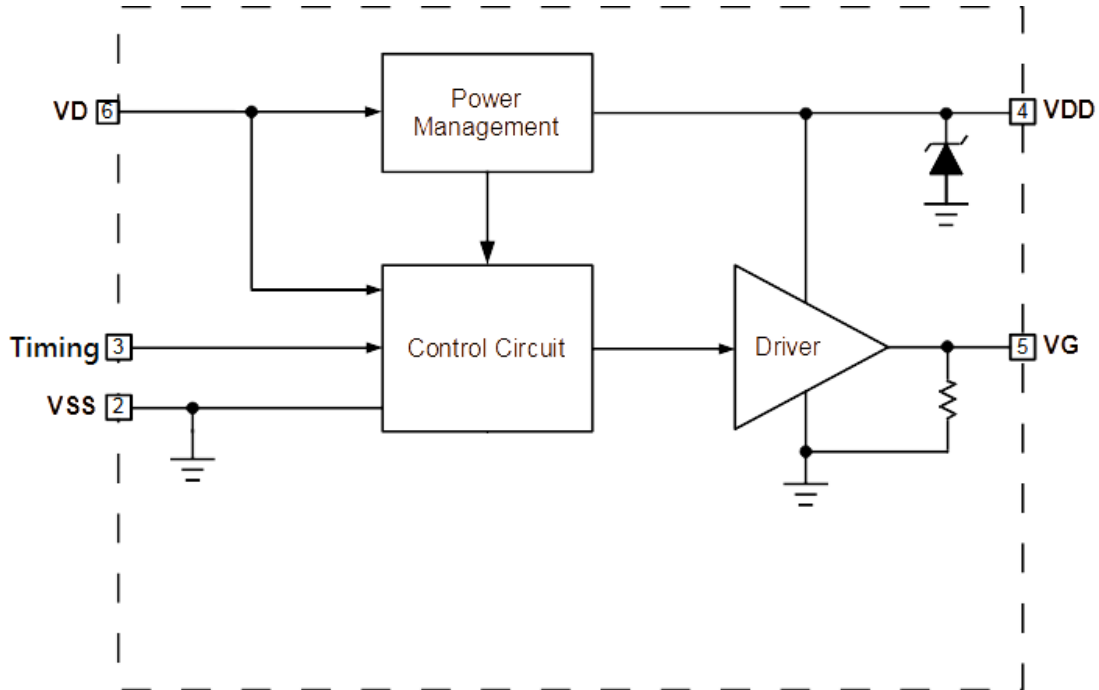 Power
Management
VD 6
4 VDD
Timing 3
Control Circuit
Driver
5 VG
VSS 2